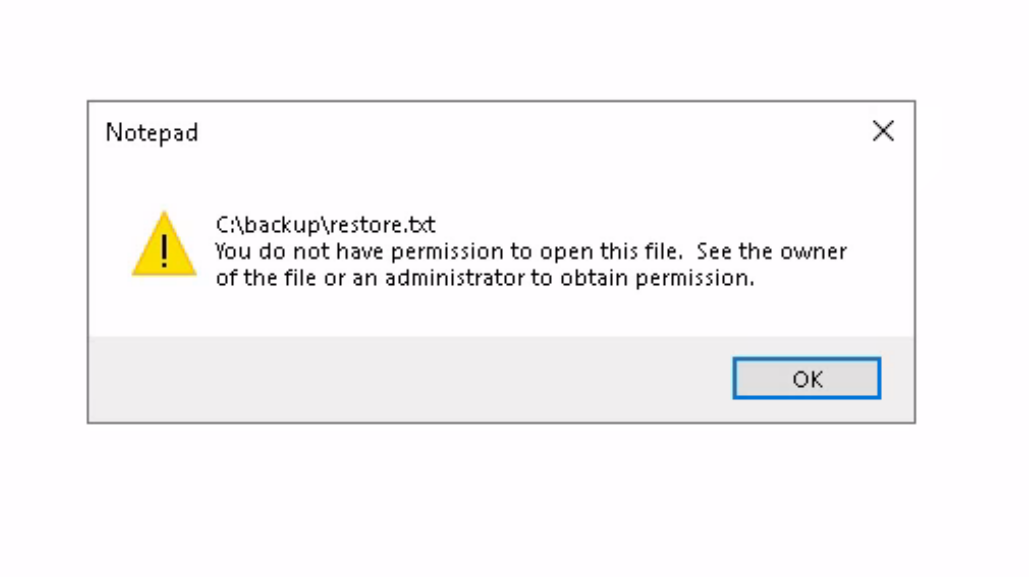 Notepad
C:\backup\restore.txt
You do not have permission to open this file.  See the owner
of the file or an administrator to obtain permission.
OK